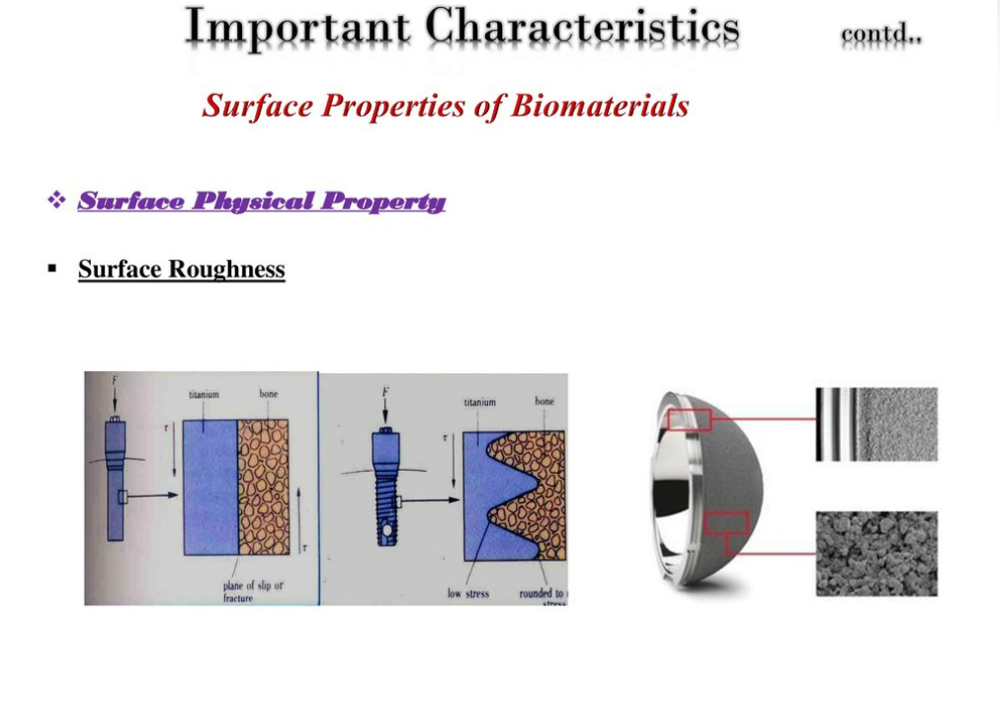 Important Characteristics contd..
Surface Properties of Biomaterials
❖ Surface Physical Property
▪ Surface Roughness
F
titanium bone
τ
τ
plane of slip or
fracture
F
titanium bone
τ
low stress rounded to
stress